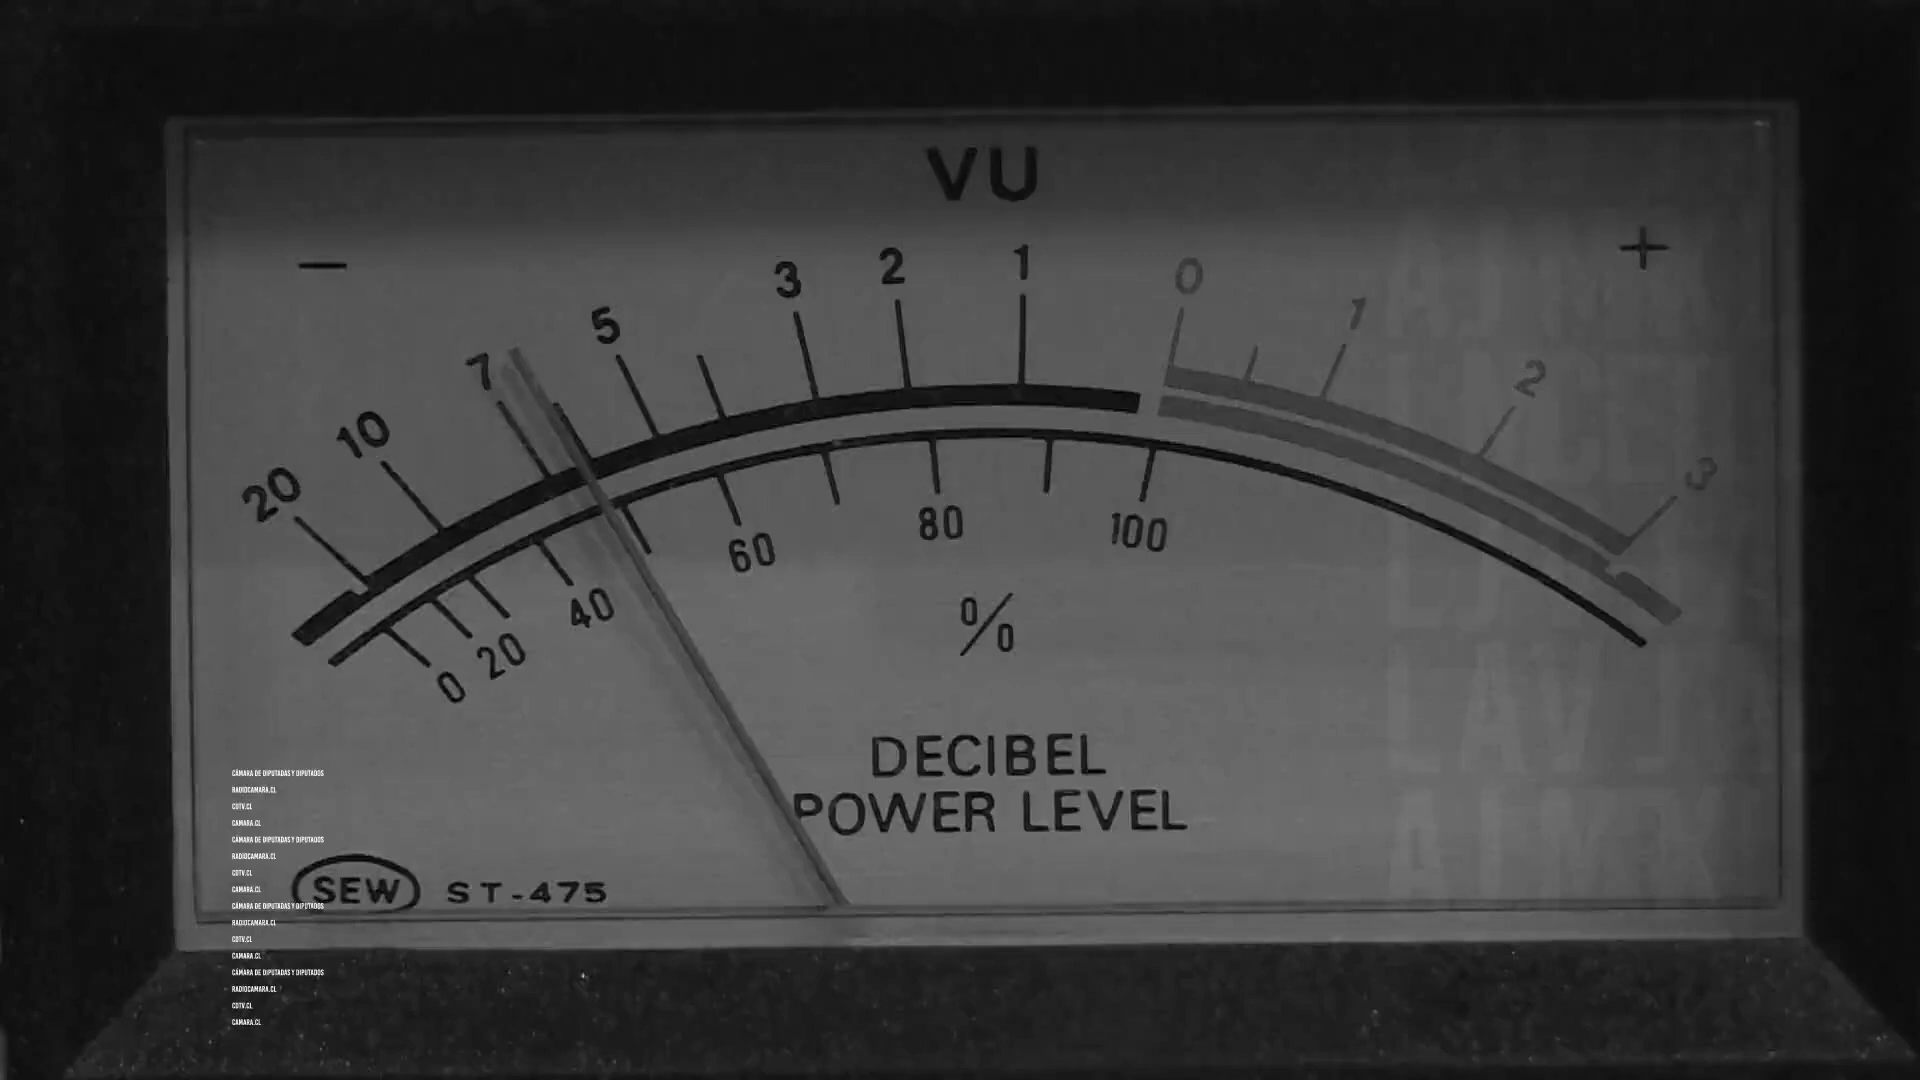 VU
− +
20 10 7 5 3 2 1 0 1 2 3
0 20 40 60 80 100
%
DECIBEL
POWER LEVEL
SEW ST-475
CÁMARA DE DIPUTADAS Y DIPUTADOS
RADIOCAMARA.CL
CDTV.CL
CAMARA.CL
CÁMARA DE DIPUTADAS Y DIPUTADOS
RADIOCAMARA.CL
CDTV.CL
CAMARA.CL
CÁMARA DE DIPUTADAS Y DIPUTADOS
RADIOCAMARA.CL
CDTV.CL
CAMARA.CL
CÁMARA DE DIPUTADAS Y DIPUTADOS
RADIOCAMARA.CL
CDTV.CL
CAMARA.CL